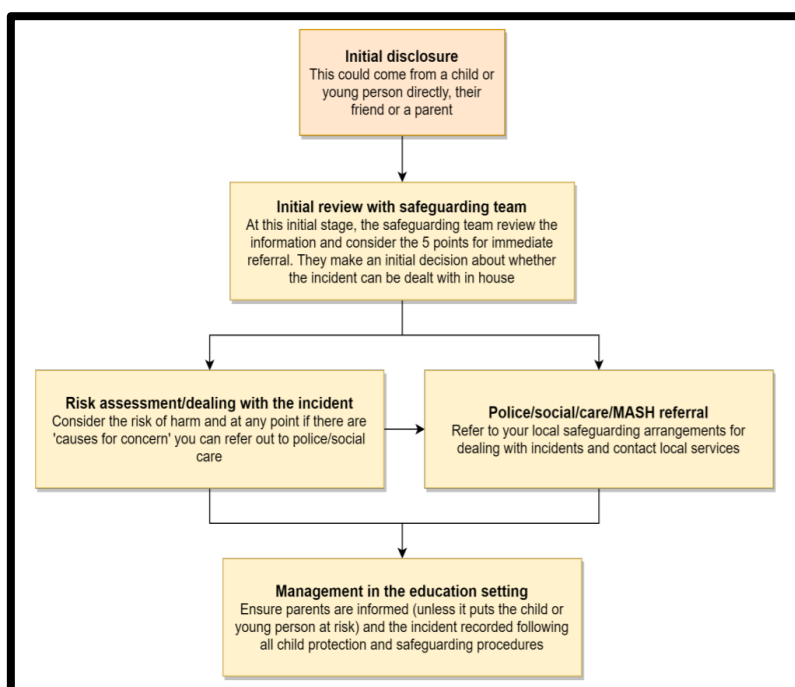 Initial disclosure
This could come from a child or
young person directly, their
friend or a parent
Initial review with safeguarding team
At this initial stage, the safeguarding team review the
information and consider the 5 points for immediate
referral. They make an initial decision about whether
the incident can be dealt with in house
Risk assessment/dealing with the incident
Consider the risk of harm and at any point if there are
'causes for concern' you can refer out to police/social
care
Police/social/care/MASH referral
Refer to your local safeguarding arrangements for
dealing with incidents and contact local services
Management in the education setting
Ensure parents are informed (unless it puts the child or
young person at risk) and the incident recorded following
all child protection and safeguarding procedures